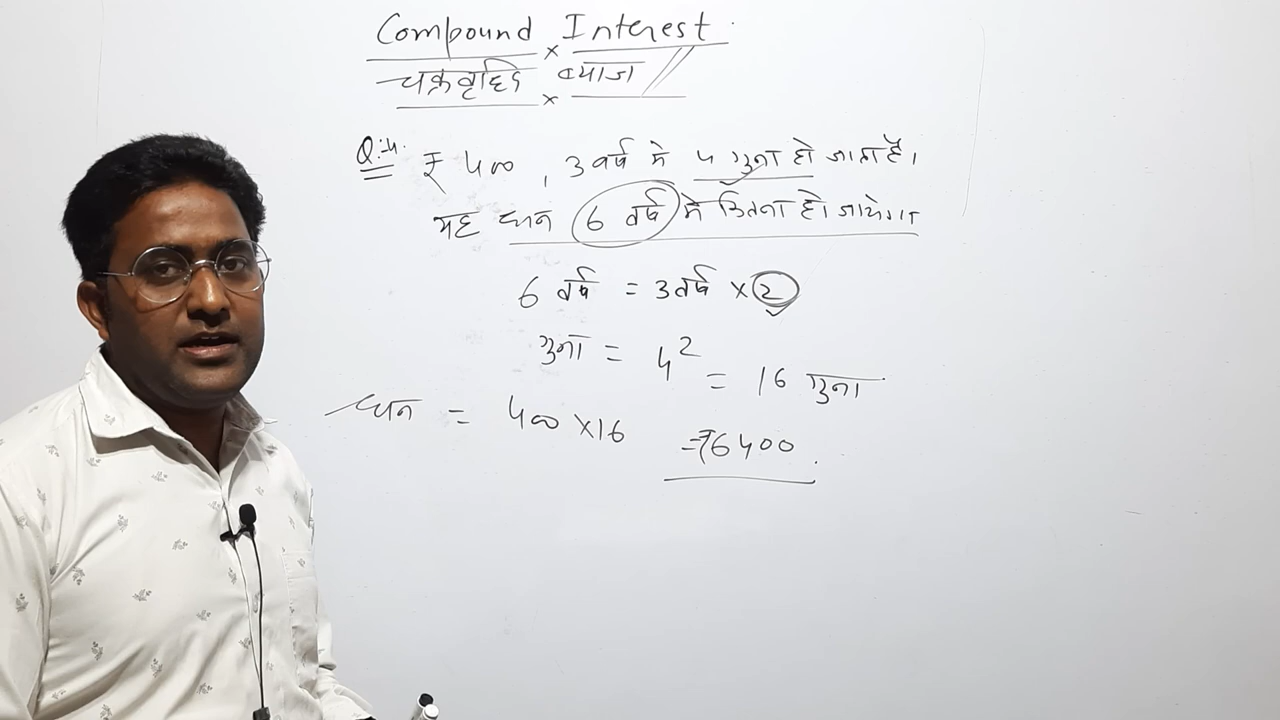 Compound Interest
चक्रवृद्धि ब्याज
Q:-4. ₹ 400, 3 वर्ष मे 4 गुना हो जाता है।
यह धन 6 वर्ष मे कितना हो जायेगा
6 वर्ष = 3 वर्ष × 2
गुना = 4² = 16 गुना
धन = 400 × 16 = ₹6400.